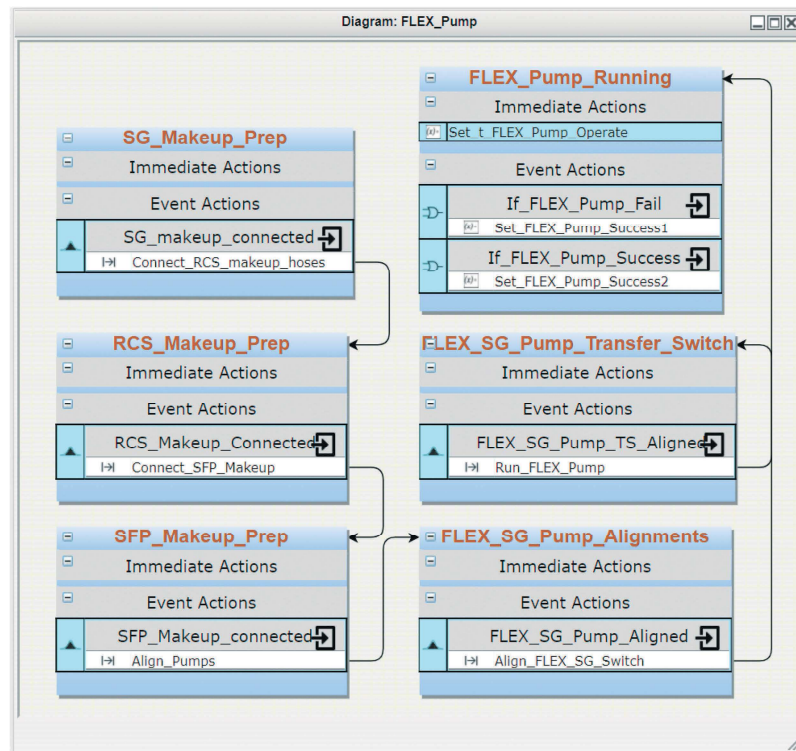 Diagram: FLEX_Pump
SG_Makeup_Prep
Immediate Actions
Event Actions
SG_makeup_connected
Connect_RCS_makeup_hoses
RCS_Makeup_Prep
Immediate Actions
Event Actions
RCS_Makeup_Connected
Connect_SFP_Makeup
SFP_Makeup_Prep
Immediate Actions
Event Actions
SFP_Makeup_connected
Align_Pumps
FLEX_Pump_Running
Immediate Actions
Set_t_FLEX_Pump_Operate
Event Actions
If_FLEX_Pump_Fail
Set_FLEX_Pump_Success1
If_FLEX_Pump_Success
Set_FLEX_Pump_Success2
FLEX_SG_Pump_Transfer_Switch
Immediate Actions
Event Actions
FLEX_SG_Pump_TS_Aligned
Run_FLEX_Pump
FLEX_SG_Pump_Alignments
Immediate Actions
Event Actions
FLEX_SG_Pump_Aligned
Align_FLEX_SG_Switch